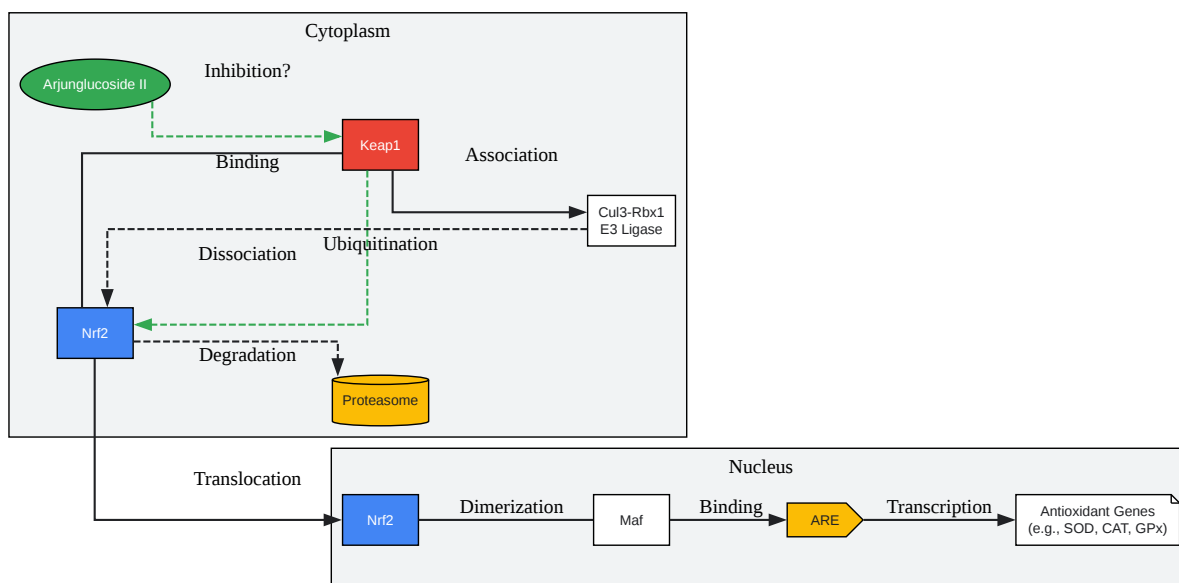 Cytoplasm
Arjunglucoside II
Inhibition?
Keap1
Binding
Association
Cul3-Rbx1
E3 Ligase
Dissociation
Ubiquitination
Nrf2
Degradation
Proteasome
Translocation
Nucleus
Nrf2
Dimerization
Maf
Binding
ARE
Transcription
Antioxidant Genes
(e.g., SOD, CAT, GPx)